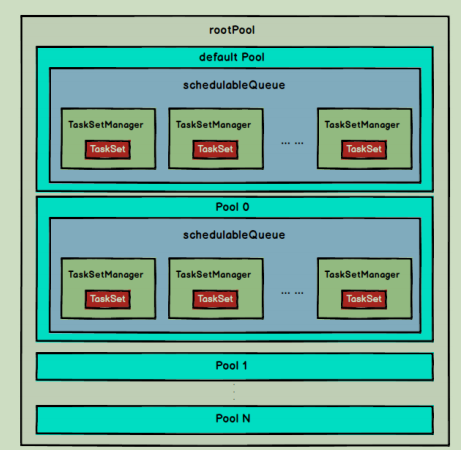 rootPool
default Pool
schedulableQueue
TaskSetManager TaskSetManager TaskSetManager
TaskSet TaskSet ... ... TaskSet
Pool 0
schedulableQueue
TaskSetManager TaskSetManager TaskSetManager
TaskSet TaskSet ... ... TaskSet
Pool 1
Pool N